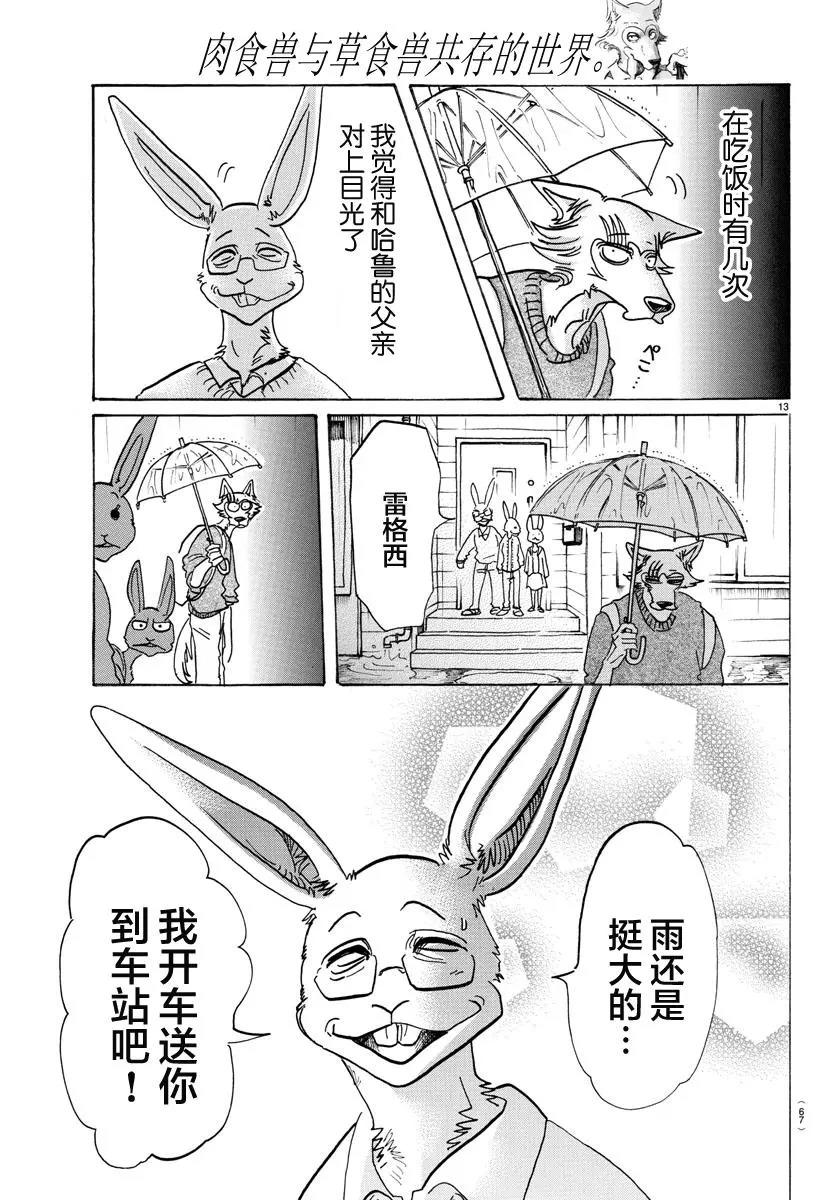 肉食兽与草食兽共存的世界。
在吃饭时有几次
ペこ…
我觉得和哈鲁的父亲
对上目光了
13
雷格西
雨还是
挺大的…
我开车送你
到车站吧！
(67)